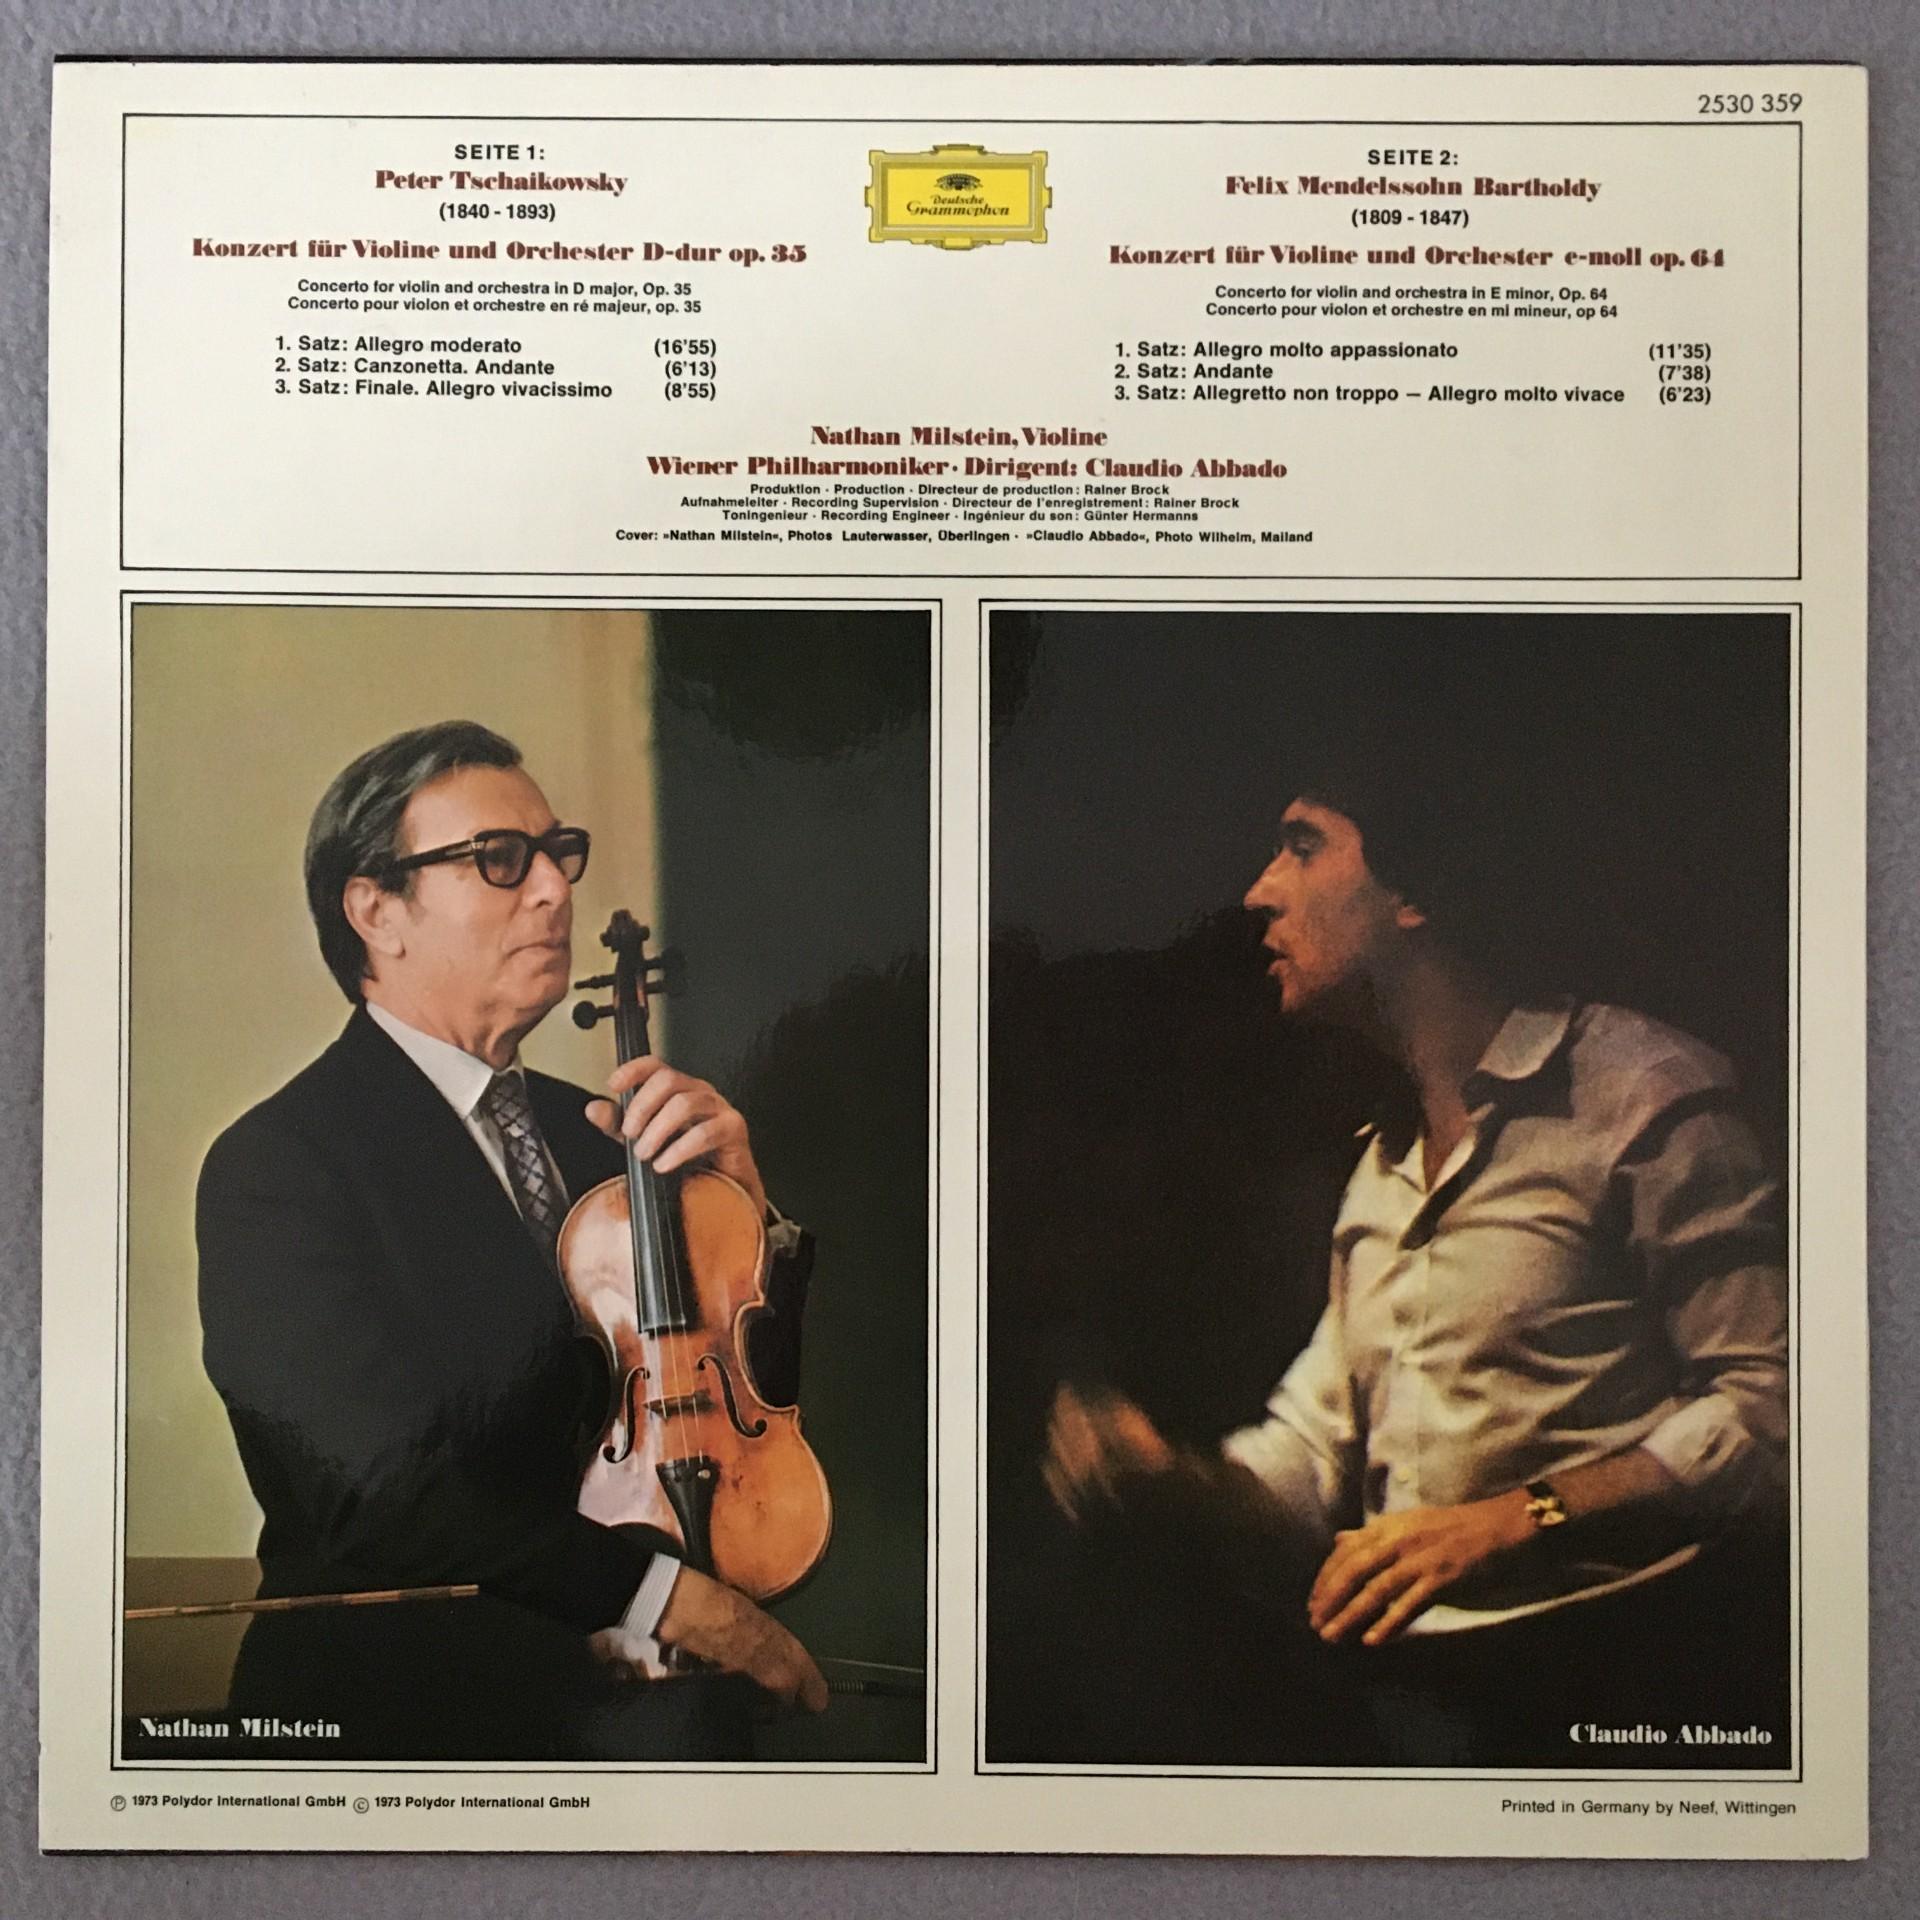 2530 359
SEITE 1:
Peter Tschaikowsky
(1840 - 1893)
Konzert für Violine und Orchester D-dur op. 35
Concerto for violin and orchestra in D major, Op. 35
Concerto pour violon et orchestre en ré majeur, op. 35
1. Satz: Allegro moderato (16'55)
2. Satz: Canzonetta. Andante (6'13)
3. Satz: Finale. Allegro vivacissimo (8'55)
Deutsche
Grammophon
SEITE 2:
Felix Mendelssohn Bartholdy
(1809 - 1847)
Konzert für Violine und Orchester e-moll op. 64
Concerto for violin and orchestra in E minor, Op. 64
Concerto pour violon et orchestre en mi mineur, op 64
1. Satz: Allegro molto appassionato (11'35)
2. Satz: Andante (7'38)
3. Satz: Allegretto non troppo — Allegro molto vivace (6'23)
Nathan Milstein, Violine
Wiener Philharmoniker · Dirigent: Claudio Abbado
Produktion · Production · Directeur de production: Rainer Brock
Aufnahmeleiter · Recording Supervision · Directeur de l'enregistrement: Rainer Brock
Toningenieur · Recording Engineer · Ingénieur du son: Günter Hermanns
Cover: »Nathan Milstein«, Photos Lauterwasser, Überlingen · »Claudio Abbado«, Photo Wilhelm, Mailand
Nathan Milstein
Claudio Abbado
Ⓟ 1973 Polydor International GmbH © 1973 Polydor International GmbH
Printed in Germany by Neef, Wittingen